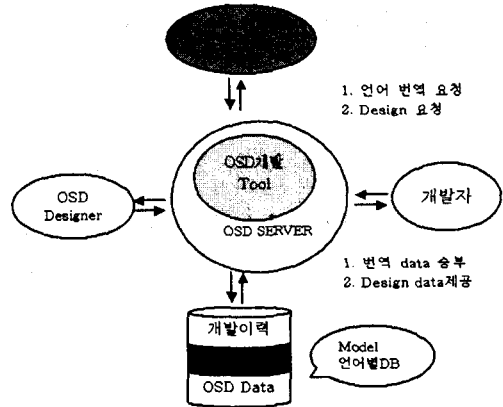 1. 언어 번역 요청
2. Design 요청
OSD개발
Tool
OSD SERVER
OSD
Designer
개발자
1. 번역 data 송부
2. Design data제공
개발이력
OSD Data
Model
언어별DB